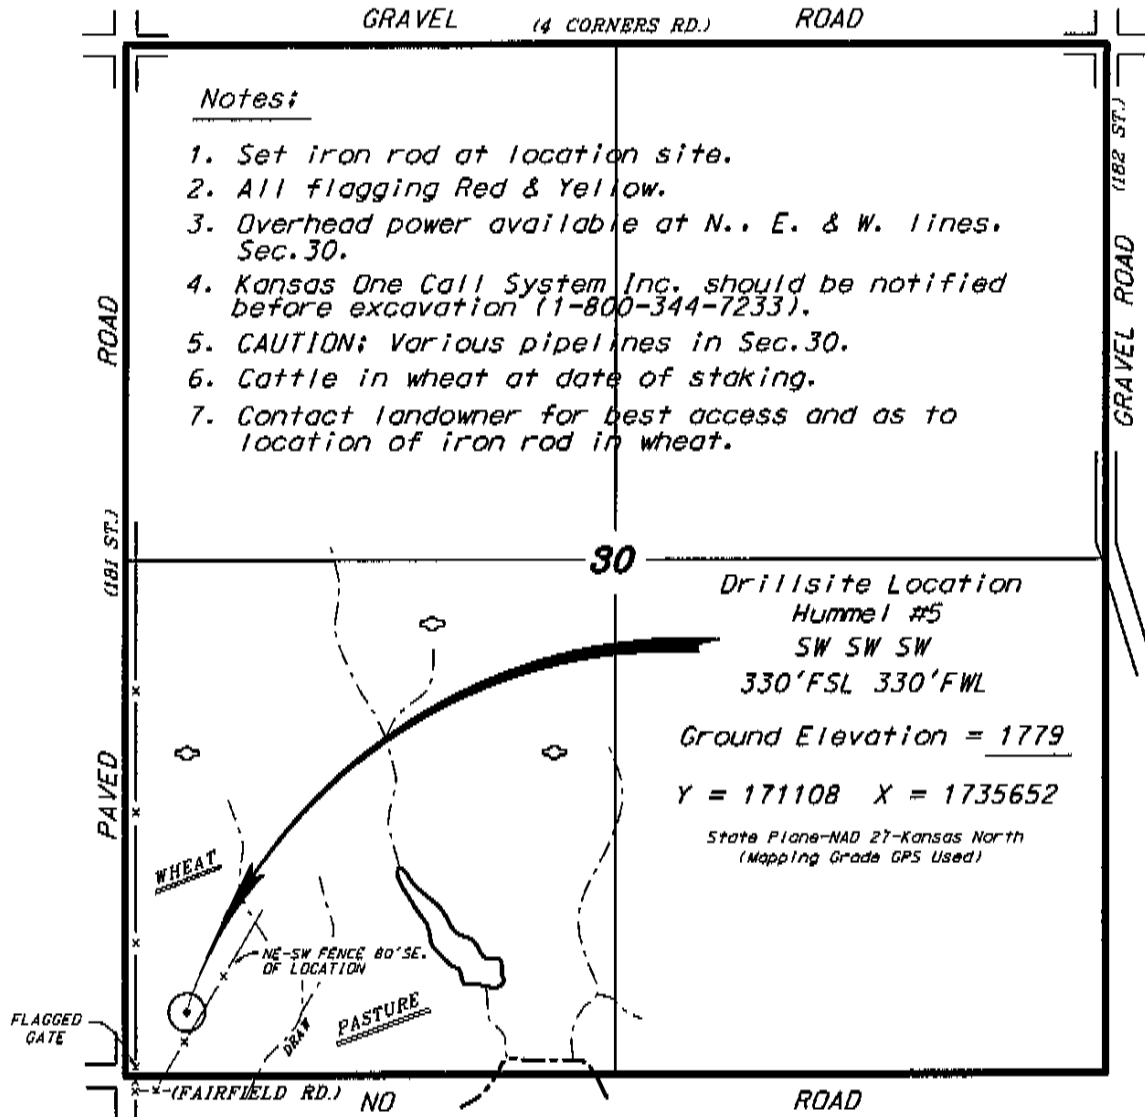 GRAVEL (4 CORNERS RD.) ROAD
Notes:
1. Set iron rod at location site.
2. All flagging Red & Yellow.
3. Overhead power available at N., E. & W. lines.
Sec.30.
4. Kansas One Call System Inc. should be notified
before excavation (1-800-344-7233).
5. CAUTION: Various pipelines in Sec.30.
6. Cattle in wheat at date of staking.
7. Contact landowner for best access and as to
location of iron rod in wheat.
PAVED (181 ST.) ROAD
GRAVEL ROAD (182 ST.)
30
Drillsite Location
Hummel #5
SW SW SW
330'FSL 330'FWL
Ground Elevation = 1779
Y = 171108 X = 1735652
State Plane-NAD 27-Kansas North
(Mapping Grade GPS Used)
WHEAT
NE-SW FENCE 80'SE.
OF LOCATION
PASTURE
DRAW
FLAGGED
GATE
(FAIRFIELD RD.) NO ROAD